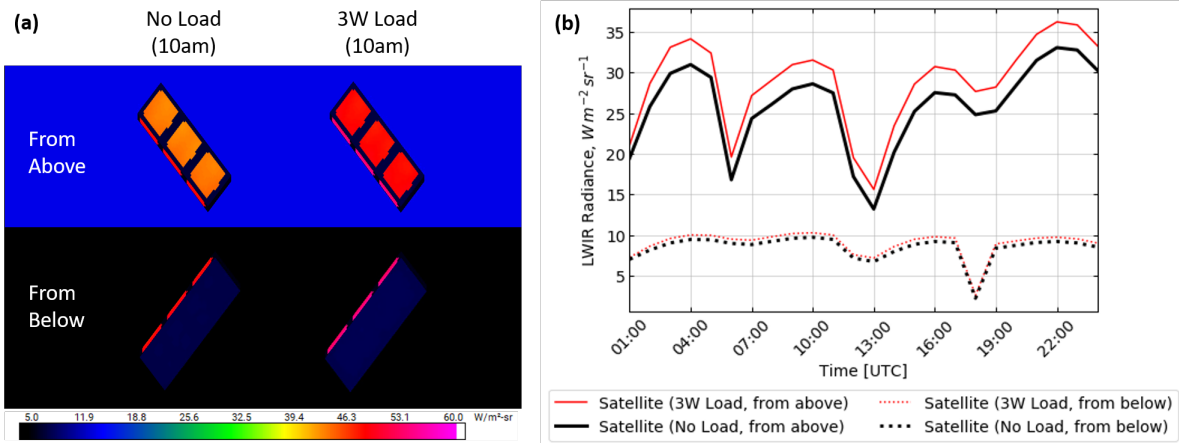 (a)
No Load
(10am)
3W Load
(10am)
From
Above
From
Below
5.0 11.9 18.8 25.6 32.5 39.4 46.3 53.1 60.0 W/m²-sr
(b)
LWIR Radiance, W m⁻² sr⁻¹
35
30
25
20
15
10
5
01:00 04:00 07:00 10:00 13:00 16:00 19:00 22:00
Time [UTC]
Satellite (3W Load, from above)
Satellite (No Load, from above)
Satellite (3W Load, from below)
Satellite (No Load, from below)